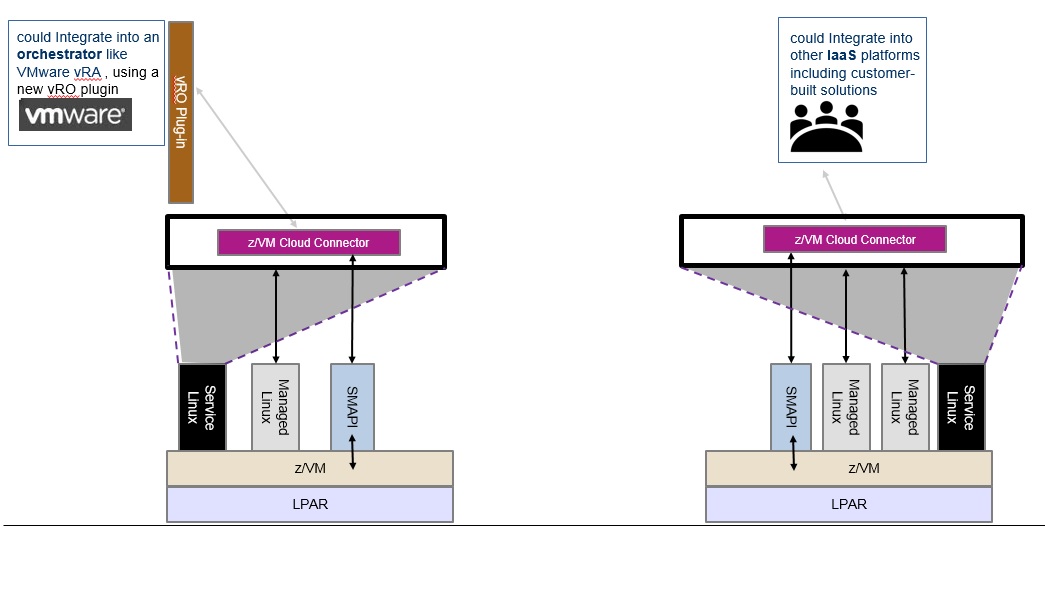 could Integrate into an
orchestrator like
VMware vRA , using a
new vRO plugin
vmware®
vRO Plug-in
z/VM Cloud Connector
Service
Linux
Managed
Linux
SMAPI
z/VM
LPAR
could Integrate into
other IaaS platforms
including customer-
built solutions
z/VM Cloud Connector
SMAPI
Managed
Linux
Managed
Linux
Service
Linux
z/VM
LPAR